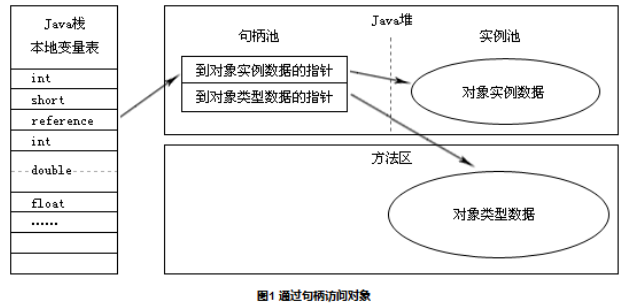 Java栈
本地变量表
int
short
reference
int
double
float
……
Java堆
句柄池
实例池
到对象实例数据的指针
到对象类型数据的指针
对象实例数据
方法区
对象类型数据
图1 通过句柄访问对象